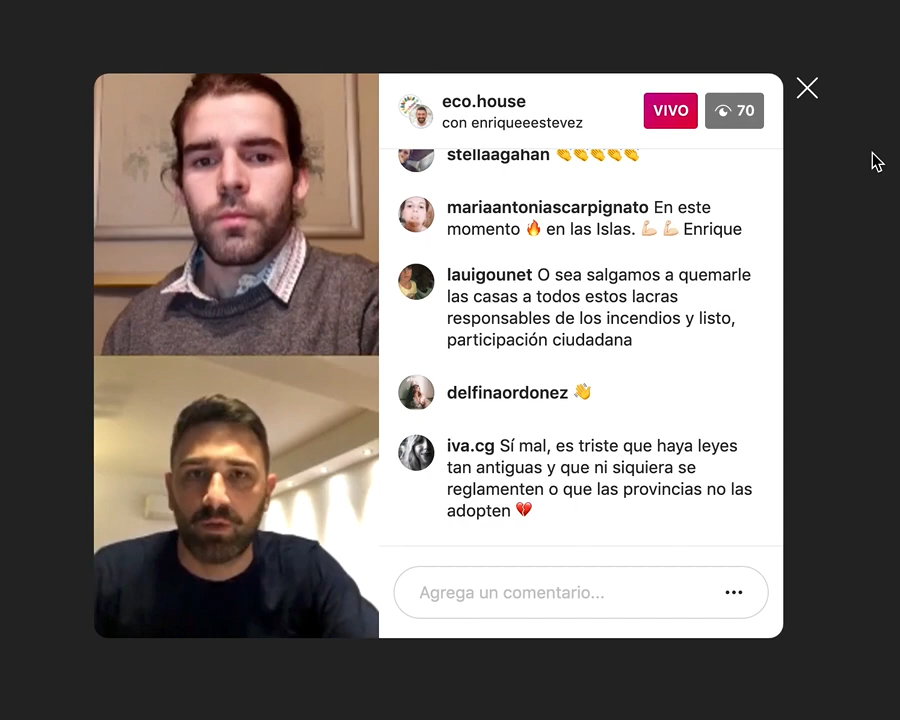 eco.house
con enriqueeestevez
VIVO
70
stellaagahan 👏👏👏👏👏
mariaantoniascarpignato En este
momento 🔥 en las Islas. 💪🏻💪🏻 Enrique
lauigounet O sea salgamos a quemarle
las casas a todos estos lacras
responsables de los incendios y listo,
participación ciudadana
delfinaordonez 👋
iva.cg Sí mal, es triste que haya leyes
tan antiguas y que ni siquiera se
reglamenten o que las provincias no las
adopten 💔
Agrega un comentario...